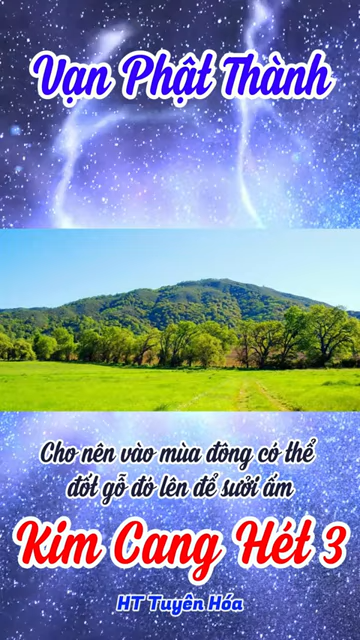 Vạn Phật Thành
Cho nên vào mùa đông có thể
đốt gỗ đó lên để sưởi ấm
Kim Cang Hét 3
HT Tuyên Hóa